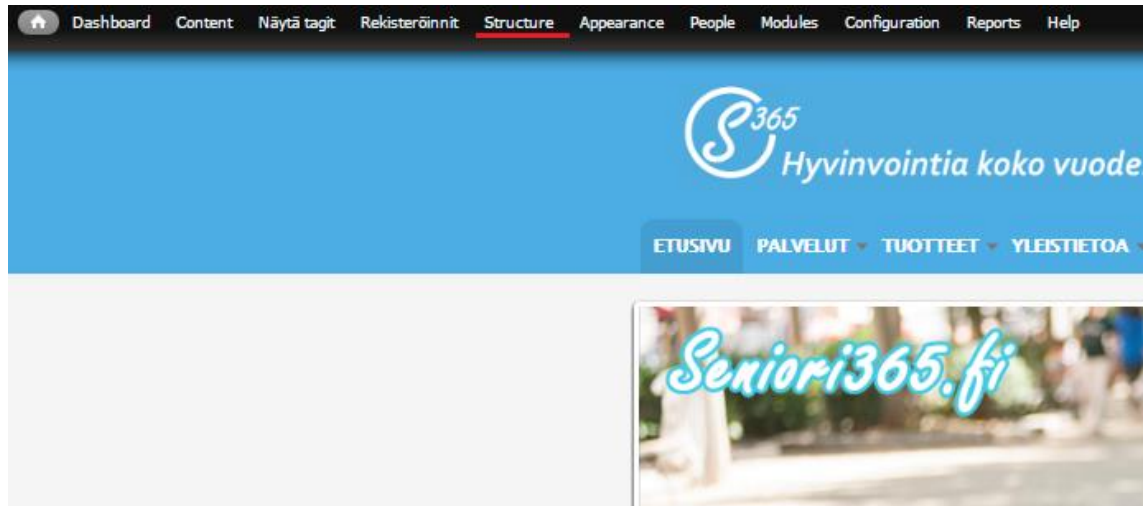 Dashboard Content Näytä tagit Rekisteröinnit Structure Appearance People Modules Configuration Reports Help
S 365
Hyvinvointia koko vuode
ETUSIVU PALVELUT TUOTTEET YLEISTIETOA
Seniori365.fi